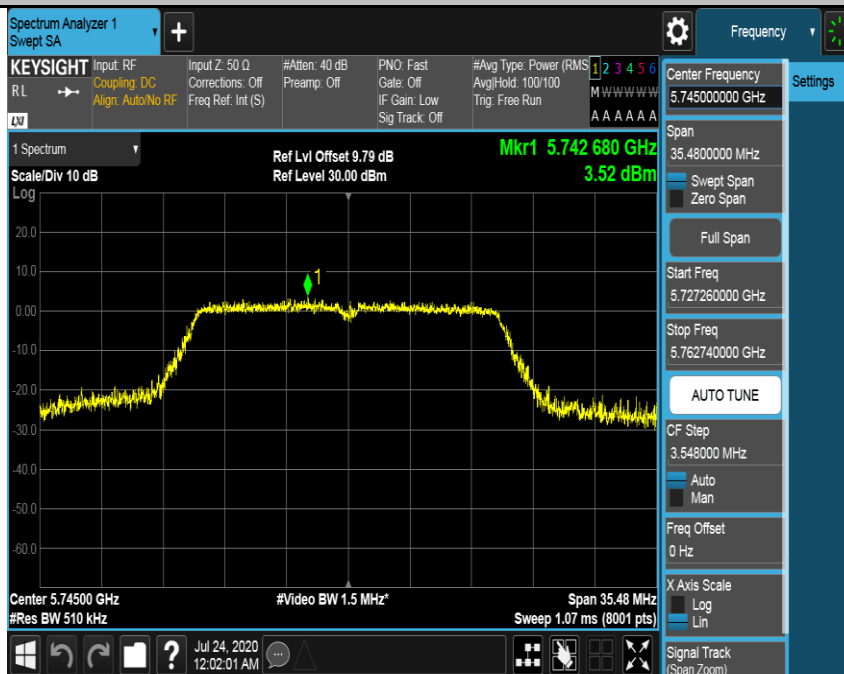 Spectrum Analyzer 1
Swept SA
+
Frequency
KEYSIGHT
RL
LXI
Input: RF
Coupling: DC
Align: Auto/No RF
Input Z: 50 Ω
Corrections: Off
Freq Ref: Int (S)
#Atten: 40 dB
Preamp: Off
PNO: Fast
Gate: Off
IF Gain: Low
Sig Track: Off
#Avg Type: Power (RMS
Avg|Hold: 100/100
Trig: Free Run
1 2 3 4 5 6
M W W W W W
A A A A A A
Center Frequency
5.745000000 GHz
Settings
Span
35.4800000 MHz
Swept Span
Zero Span
Full Span
Start Freq
5.727260000 GHz
Stop Freq
5.762740000 GHz
AUTO TUNE
CF Step
3.548000 MHz
Auto
Man
Freq Offset
0 Hz
X Axis Scale
Log
Lin
Signal Track
(Span Zoom)
1 Spectrum
Scale/Div 10 dB
Log
Ref Lvl Offset 9.79 dB
Ref Level 30.00 dBm
Mkr1 5.742 680 GHz
3.52 dBm
20.0
10.0
1
0.00
-10.0
-20.0
-30.0
-40.0
-50.0
-60.0
Center 5.74500 GHz
#Res BW 510 kHz
#Video BW 1.5 MHz*
Span 35.48 MHz
Sweep 1.07 ms (8001 pts)
?
Jul 24, 2020
12:02:01 AM